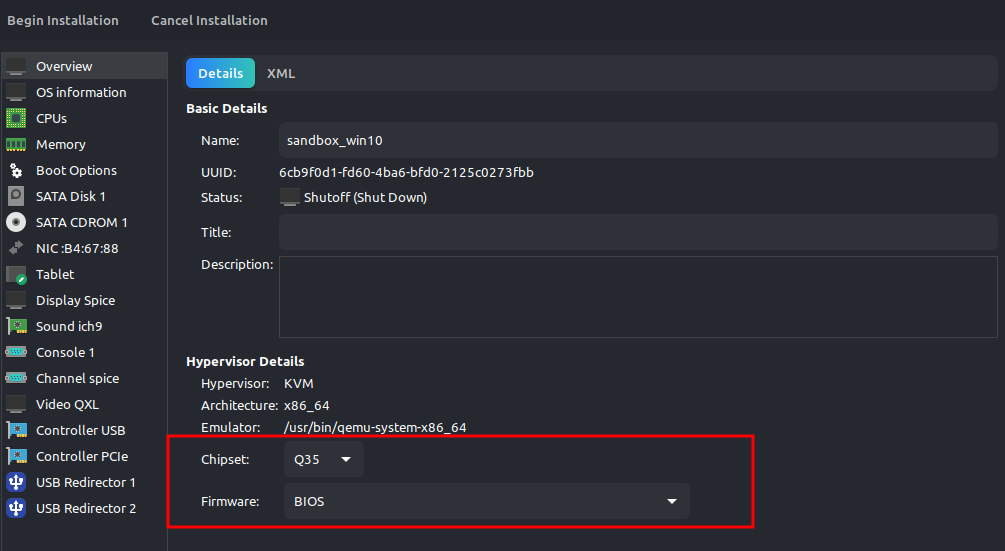 Begin Installation Cancel Installation
Overview
OS information
CPUs
Memory
Boot Options
SATA Disk 1
SATA CDROM 1
NIC :B4:67:88
Tablet
Display Spice
Sound ich9
Console 1
Channel spice
Video QXL
Controller USB
Controller PCIe
USB Redirector 1
USB Redirector 2
Details XML
Basic Details
Name: sandbox_win10
UUID: 6cb9f0d1-fd60-4ba6-bfd0-2125c0273fbb
Status: Shutoff (Shut Down)
Title:
Description:
Hypervisor Details
Hypervisor: KVM
Architecture: x86_64
Emulator: /usr/bin/qemu-system-x86_64
Chipset: Q35
Firmware: BIOS